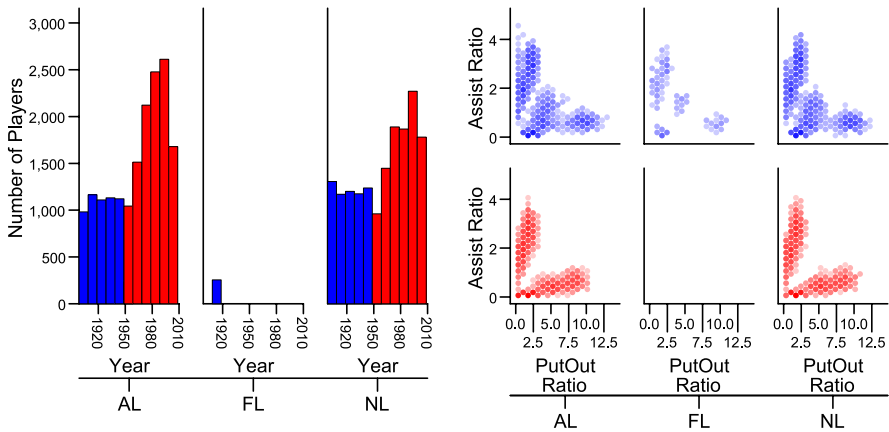 3,000
2,500
2,000
1,500
1,000
500
0
Number of Players
1920 1950 1980 2010
1920 1950 1980 2010
1920 1950 1980 2010
Year Year Year
AL FL NL
4
2
0
Assist Ratio
4
2
0
Assist Ratio
0.0 5.0 10.0 0.0 5.0 10.0 0.0 5.0 10.0
2.5 7.5 12.5 2.5 7.5 12.5 2.5 7.5 12.5
PutOut PutOut PutOut
Ratio Ratio Ratio
AL FL NL